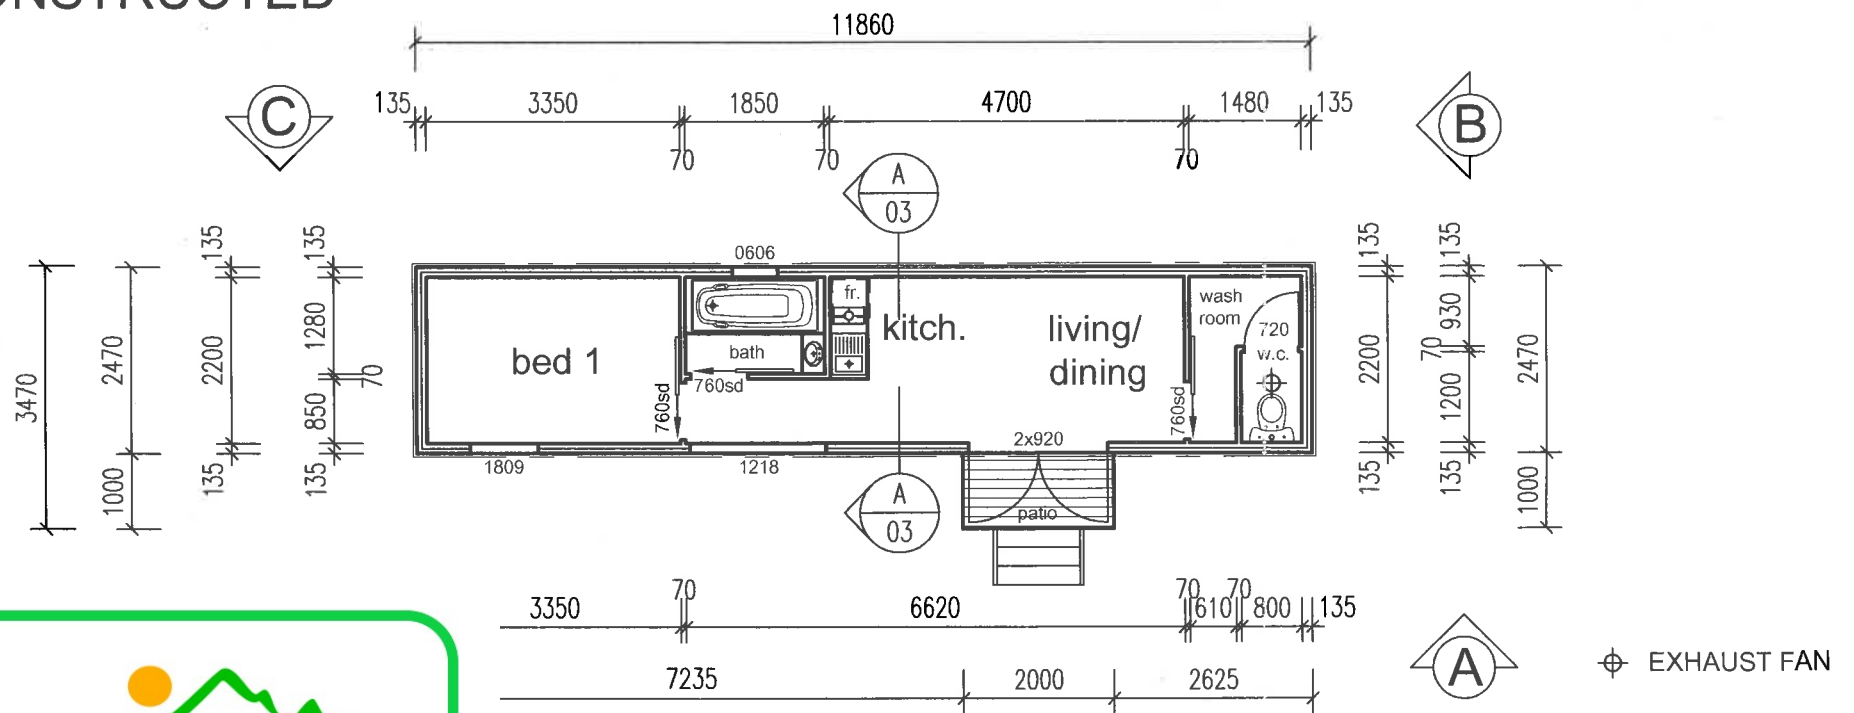 11860
135 3350 1850 4700 1480 135
70 70 70
C
B
A
03
0606
135 135
135 135
3470 2470 2200 1280 70 850
1000 135 135
bed 1
bath
760sd
760sd
fr.
kitch.
living/
dining
760sd
wash
room
720
w.c.
2x920
1809
1218
patio
2200 930 70 1200 2470
135 135 1000
A
03
70 70 70
3350 6620 610 800 135
7235 2000 2625
A
EXHAUST FAN